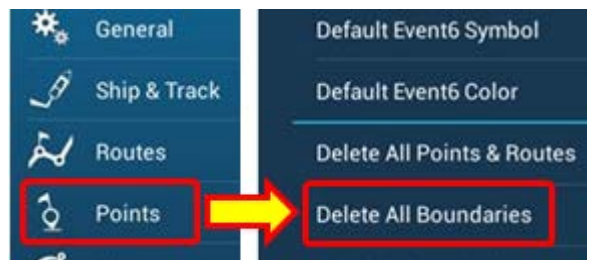 General
Ship & Track
Routes
Points
Default Event6 Symbol
Default Event6 Color
Delete All Points & Routes
Delete All Boundaries